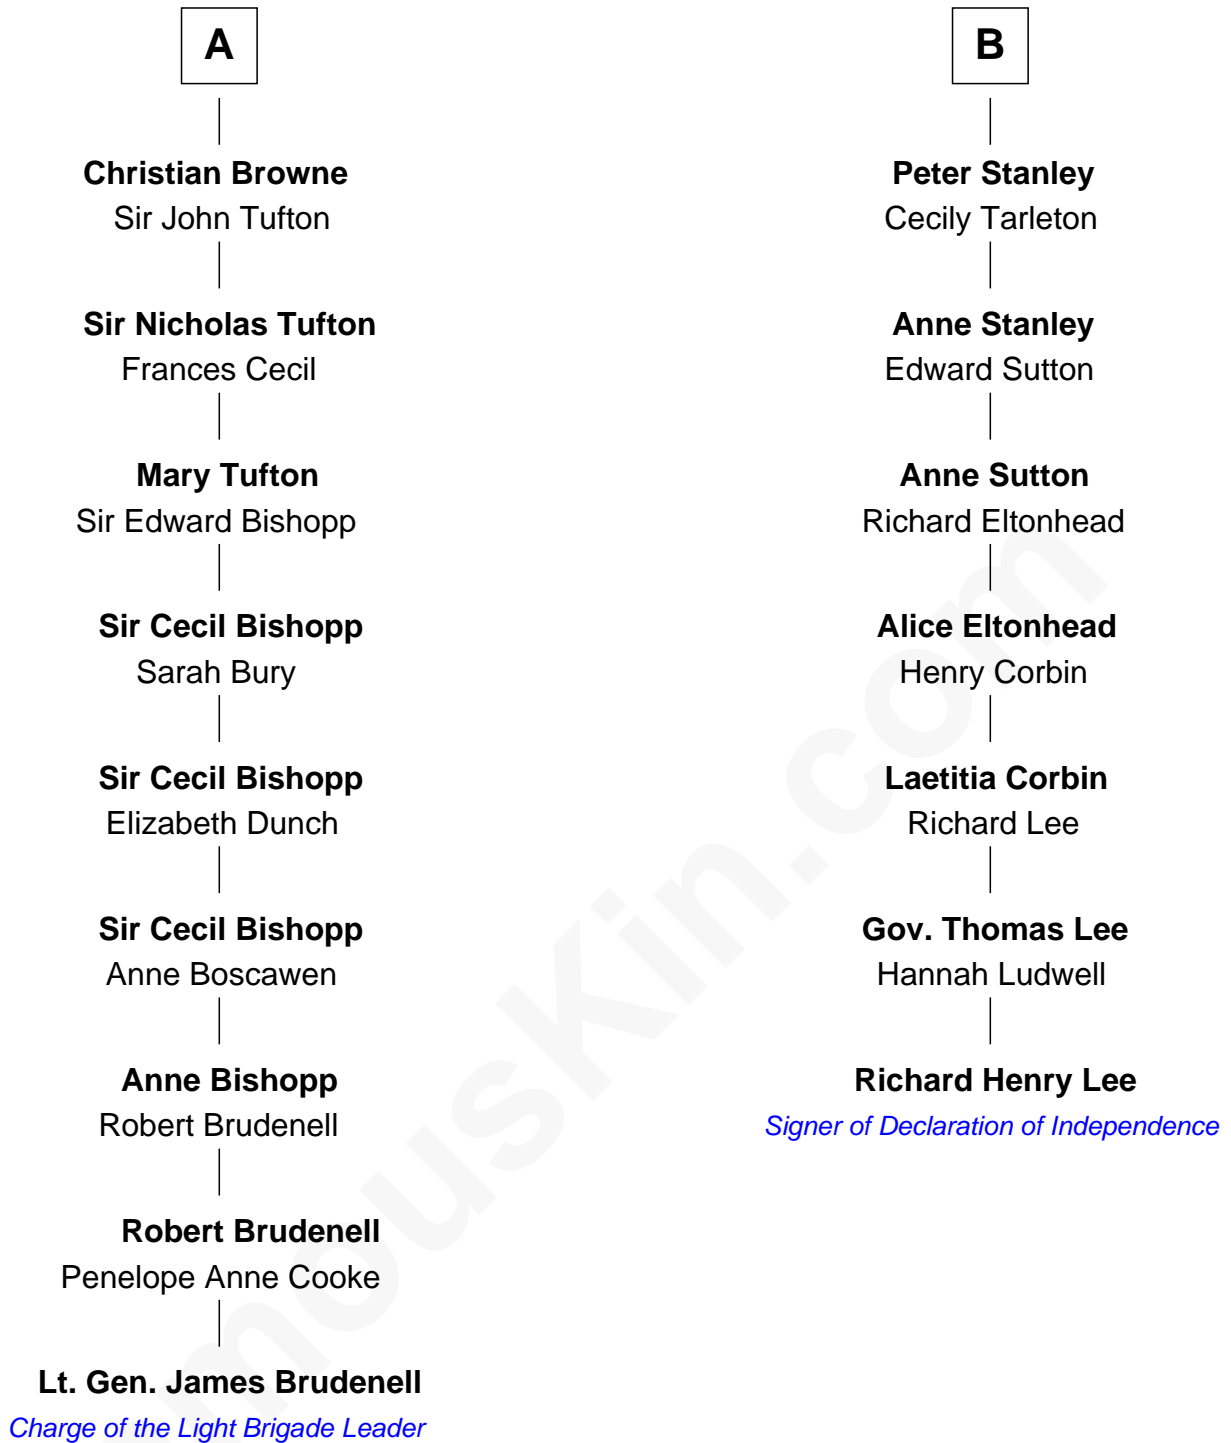 A
Christian Browne
Sir John Tufton
Sir Nicholas Tufton
Frances Cecil
Mary Tufton
Sir Edward Bishopp
Sir Cecil Bishopp
Sarah Bury
Sir Cecil Bishopp
Elizabeth Dunch
Sir Cecil Bishopp
Anne Boscawen
Anne Bishopp
Robert Brudenell
Robert Brudenell
Penelope Anne Cooke
Lt. Gen. James Brudenell
Charge of the Light Brigade Leader
B
Peter Stanley
Cecily Tarleton
Anne Stanley
Edward Sutton
Anne Sutton
Richard Eltonhead
Alice Eltonhead
Henry Corbin
Laetitia Corbin
Richard Lee
Gov. Thomas Lee
Hannah Ludwell
Richard Henry Lee
Signer of Declaration of Independence
mousKin.com